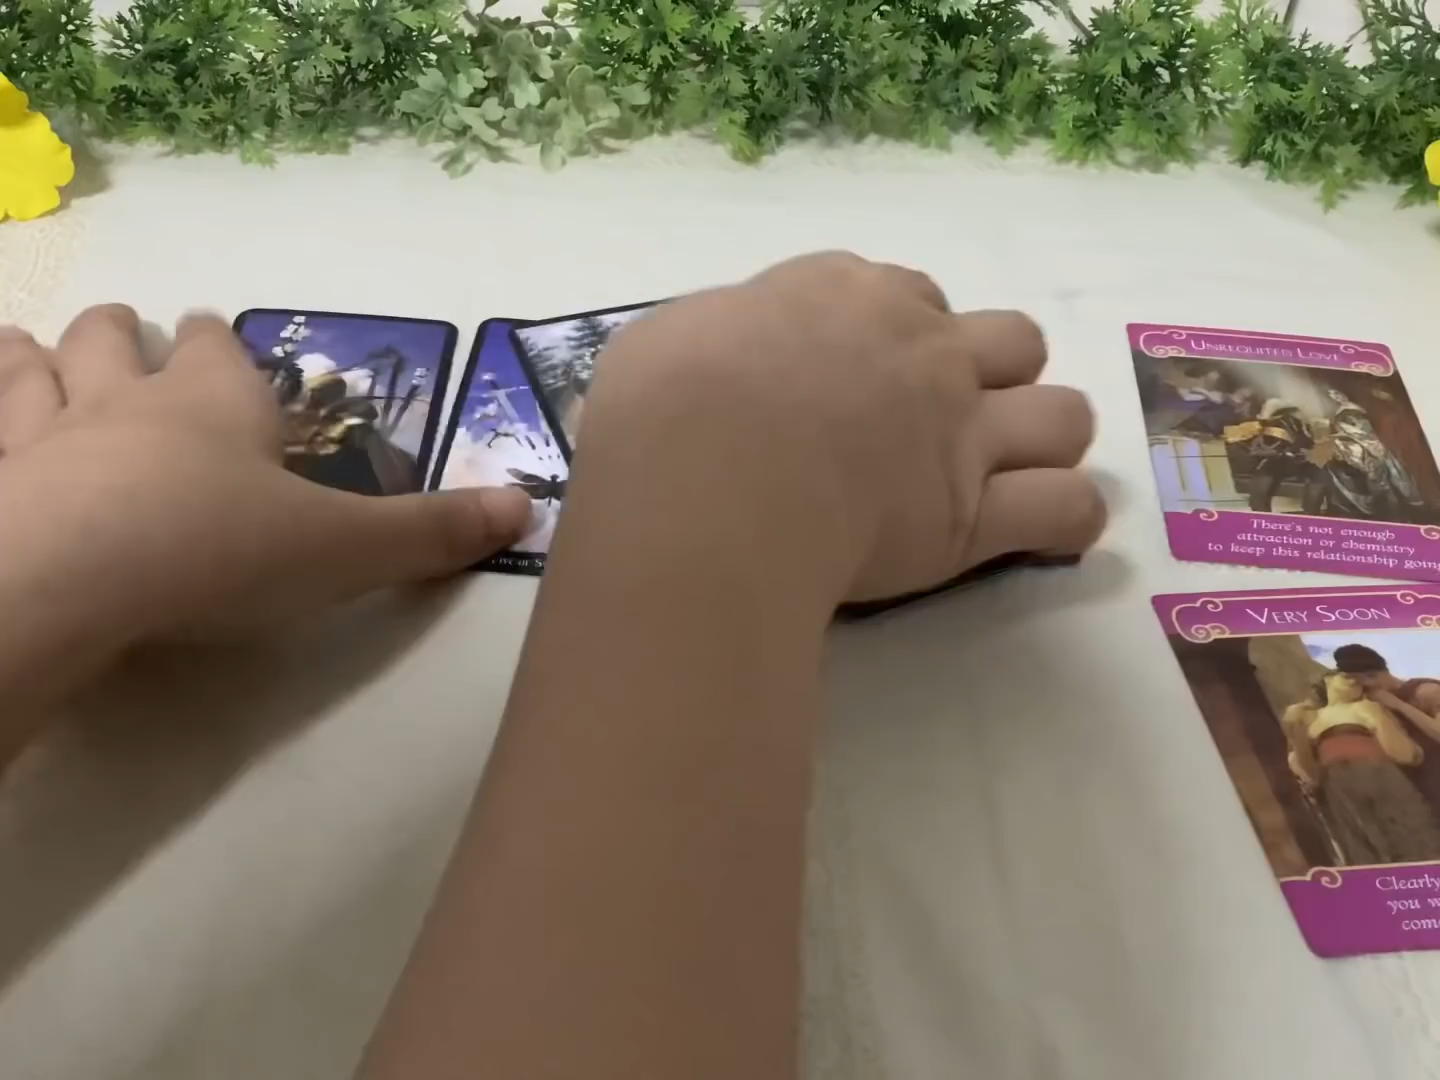 UNREQUITED LOVE
There's not enough
attraction or chemistry
to keep this relationship going
VERY SOON
Clearly
you w
com